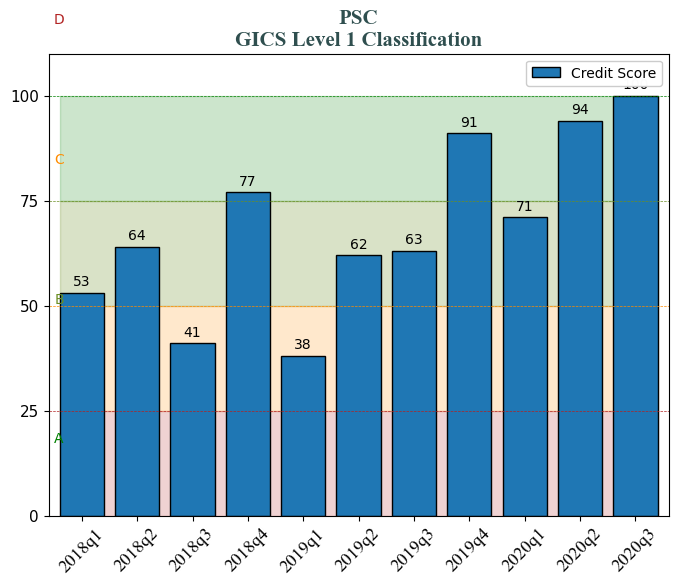 D
PSC
GICS Level 1 Classification
Credit Score
100
75
50
25
0
C
B
A
53
64
41
77
38
62
63
91
71
94
2018q1
2018q2
2018q3
2018q4
2019q1
2019q2
2019q3
2019q4
2020q1
2020q2
2020q3